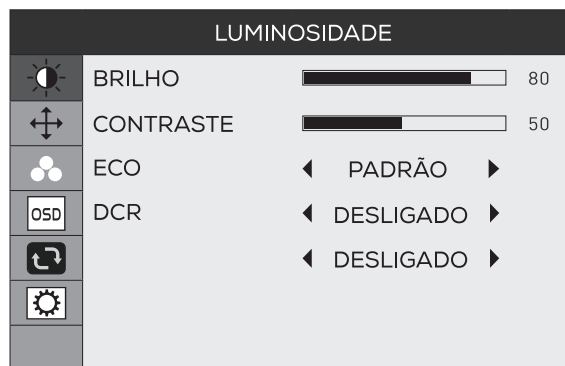 LUMINOSIDADE
BRILHO 80
CONTRASTE 50
ECO PADRÃO
OSD DCR DESLIGADO
DESLIGADO